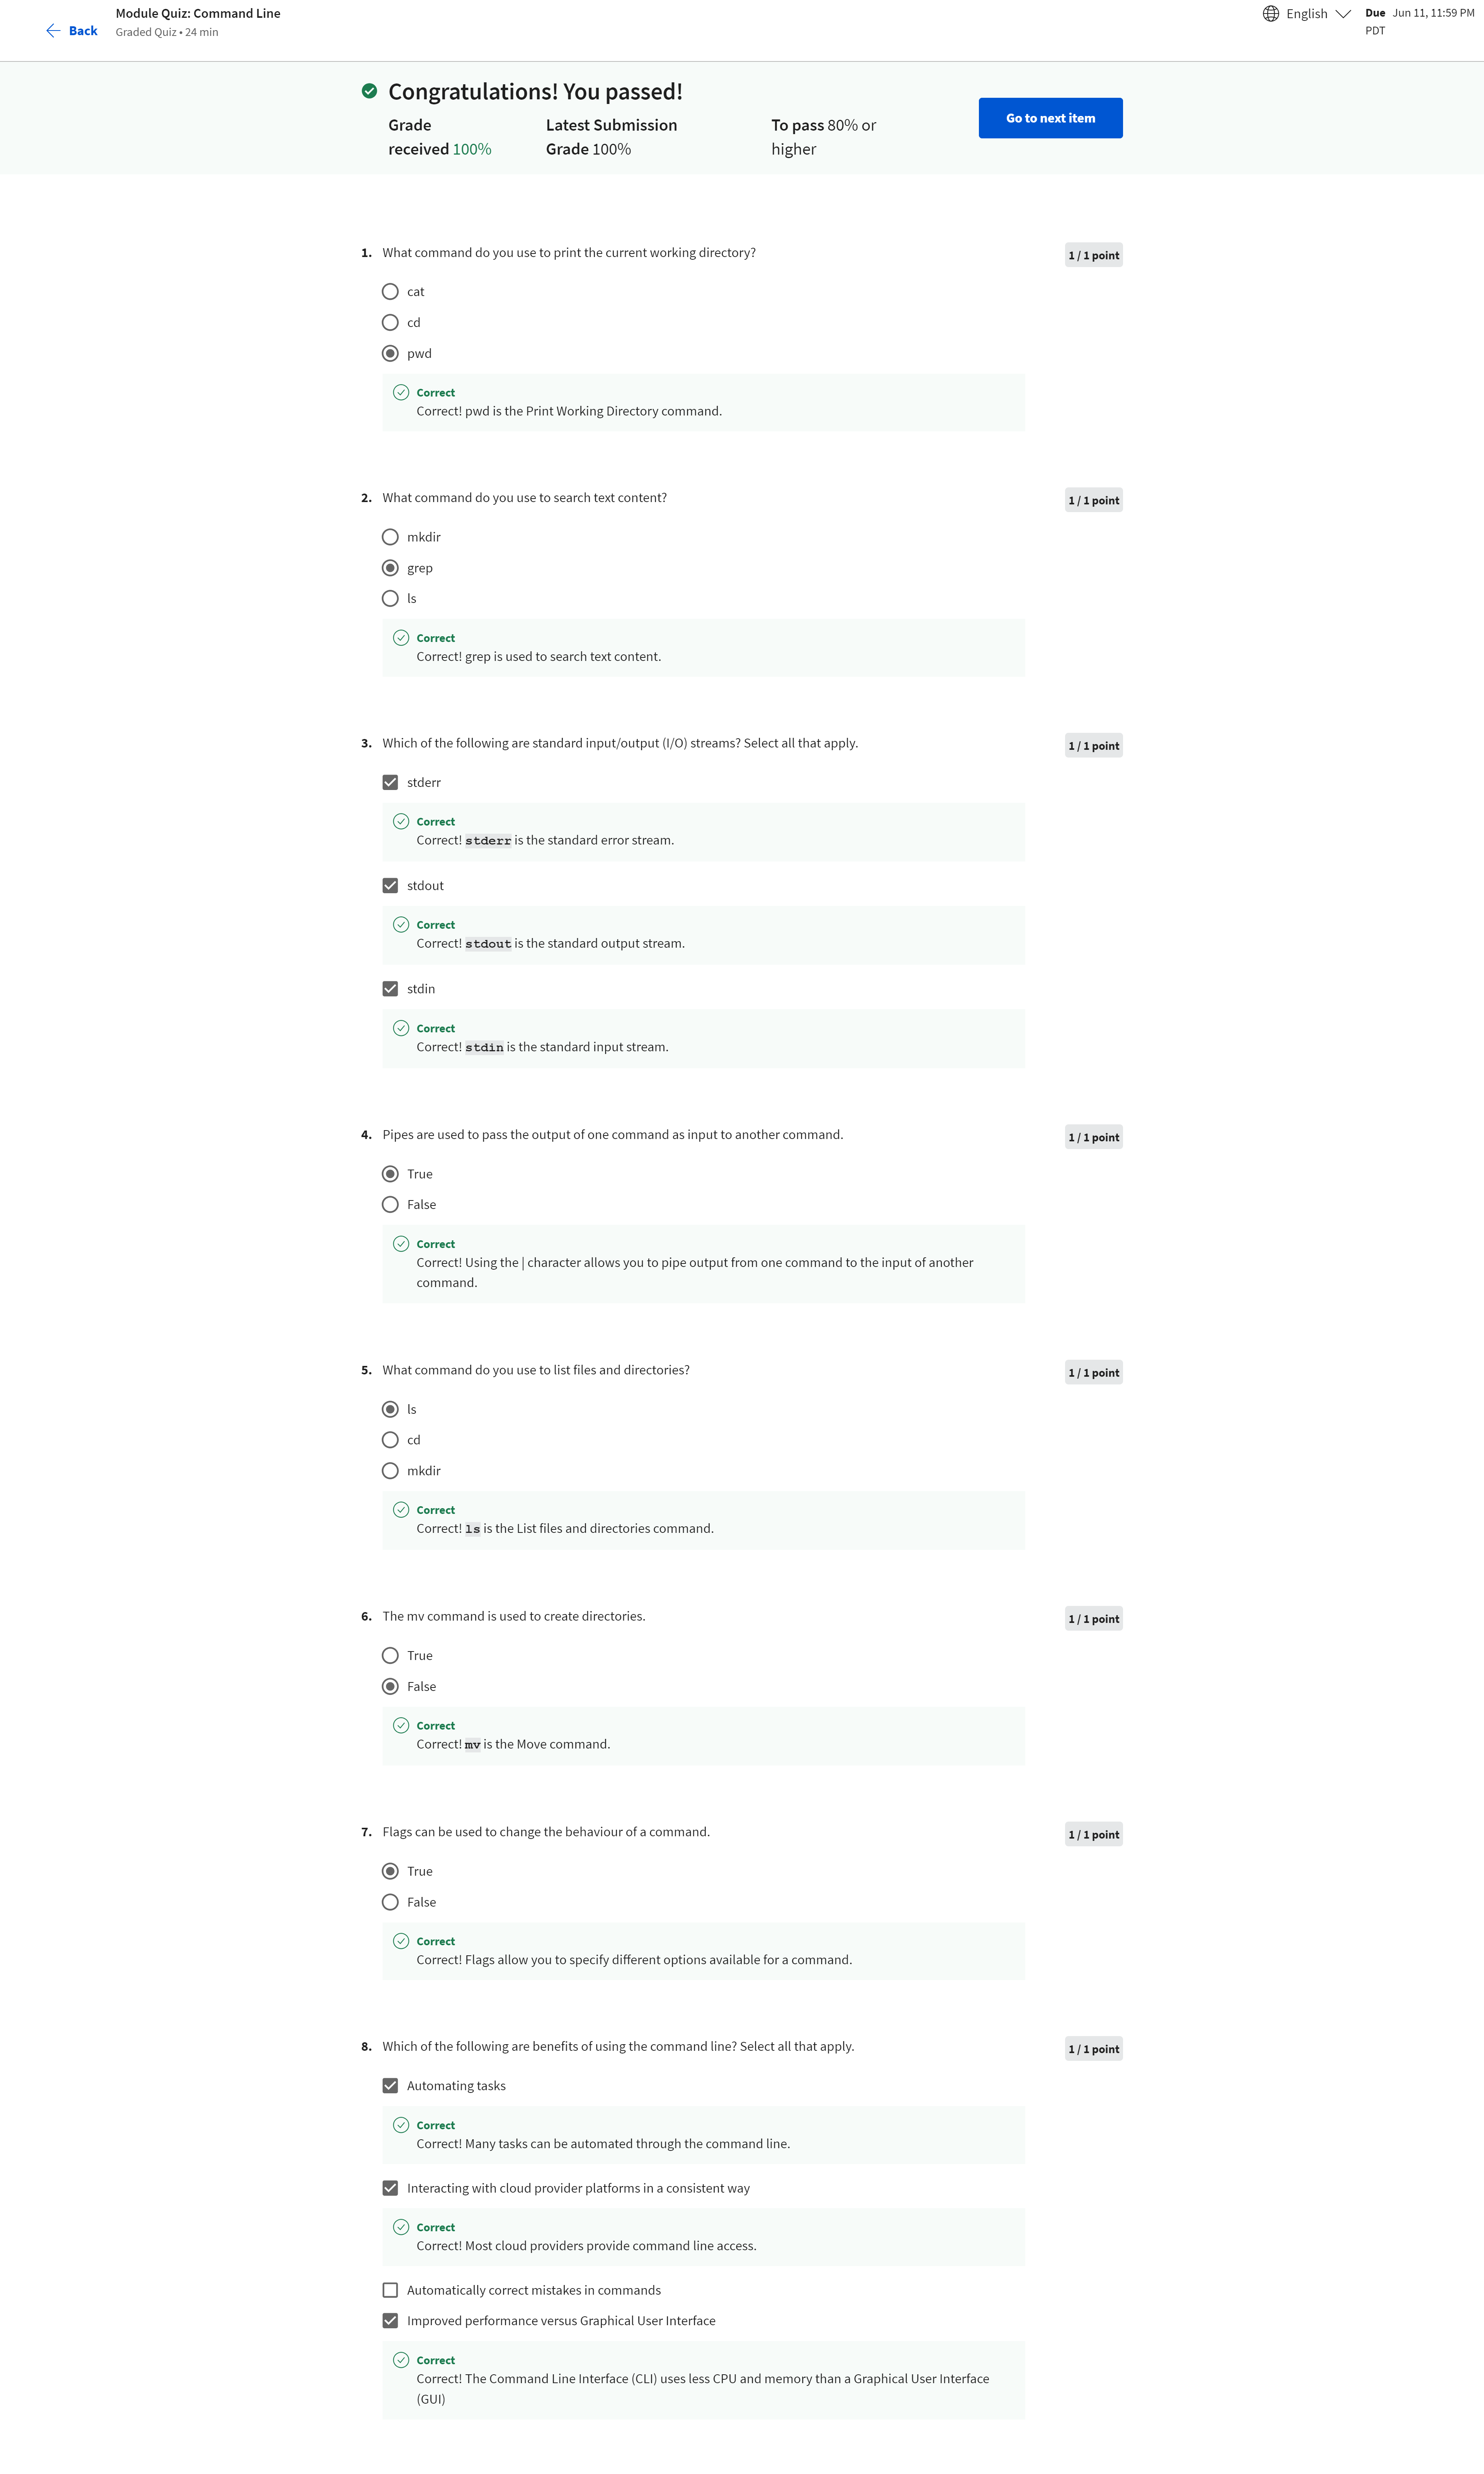 Back
Module Quiz: Command Line
Graded Quiz • 24 min
English
Due Jun 11, 11:59 PM
PDT
Congratulations! You passed!
Grade
received 100%
Latest Submission
Grade 100%
To pass 80% or
higher
Go to next item
1. What command do you use to print the current working directory?
1 / 1 point
cat
cd
pwd
Correct
Correct! pwd is the Print Working Directory command.
2. What command do you use to search text content?
1 / 1 point
mkdir
grep
ls
Correct
Correct! grep is used to search text content.
3. Which of the following are standard input/output (I/O) streams? Select all that apply.
1 / 1 point
stderr
Correct
Correct! stderr is the standard error stream.
stdout
Correct
Correct! stdout is the standard output stream.
stdin
Correct
Correct! stdin is the standard input stream.
4. Pipes are used to pass the output of one command as input to another command.
1 / 1 point
True
False
Correct
Correct! Using the | character allows you to pipe output from one command to the input of another
command.
5. What command do you use to list files and directories?
1 / 1 point
ls
cd
mkdir
Correct
Correct! ls is the List files and directories command.
6. The mv command is used to create directories.
1 / 1 point
True
False
Correct
Correct! mv is the Move command.
7. Flags can be used to change the behaviour of a command.
1 / 1 point
True
False
Correct
Correct! Flags allow you to specify different options available for a command.
8. Which of the following are benefits of using the command line? Select all that apply.
1 / 1 point
Automating tasks
Correct
Correct! Many tasks can be automated through the command line.
Interacting with cloud provider platforms in a consistent way
Correct
Correct! Most cloud providers provide command line access.
Automatically correct mistakes in commands
Improved performance versus Graphical User Interface
Correct
Correct! The Command Line Interface (CLI) uses less CPU and memory than a Graphical User Interface
(GUI)